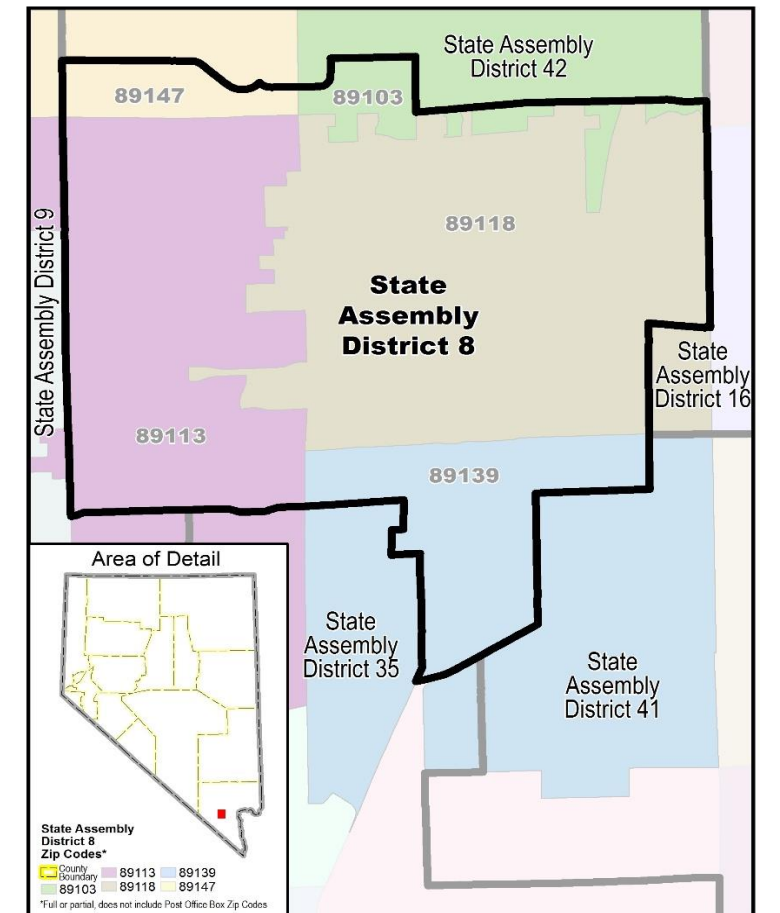 State Assembly
District 42
89147
89103
State Assembly District 9
89118
State
Assembly
District 8
State
Assembly
District 16
89113
89139
Area of Detail
State
Assembly
District 35
State
Assembly
District 41
State Assembly
District 8
Zip Codes*
County
Boundary
89113
89139
89103
89118
89147
*Full or partial, does not include Post Office Box Zip Codes